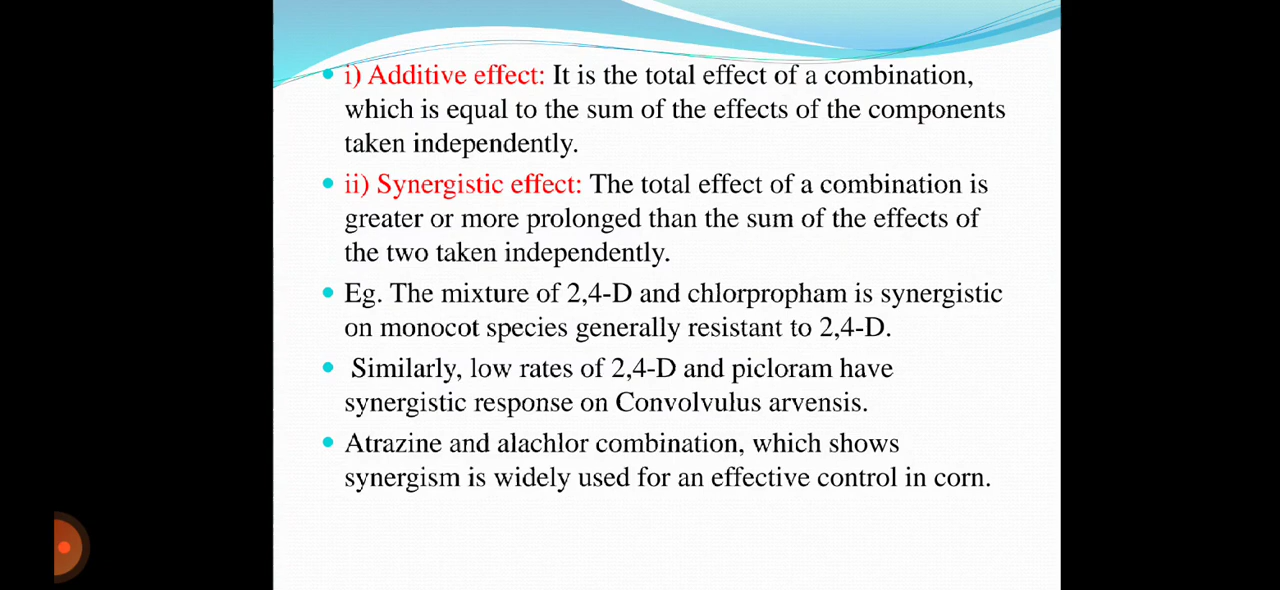 i) Additive effect: It is the total effect of a combination,
which is equal to the sum of the effects of the components
taken independently.
ii) Synergistic effect: The total effect of a combination is
greater or more prolonged than the sum of the effects of
the two taken independently.
Eg. The mixture of 2,4-D and chlorpropham is synergistic
on monocot species generally resistant to 2,4-D.
Similarly, low rates of 2,4-D and picloram have
synergistic response on Convolvulus arvensis.
Atrazine and alachlor combination, which shows
synergism is widely used for an effective control in corn.